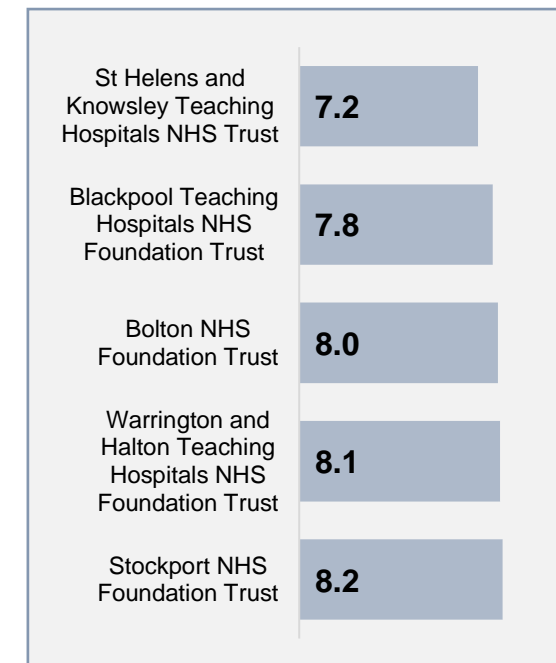 St Helens and
Knowsley Teaching
Hospitals NHS Trust
7.2
Blackpool Teaching
Hospitals NHS
Foundation Trust
7.8
Bolton NHS
Foundation Trust
8.0
Warrington and
Halton Teaching
Hospitals NHS
Foundation Trust
8.1
Stockport NHS
Foundation Trust
8.2